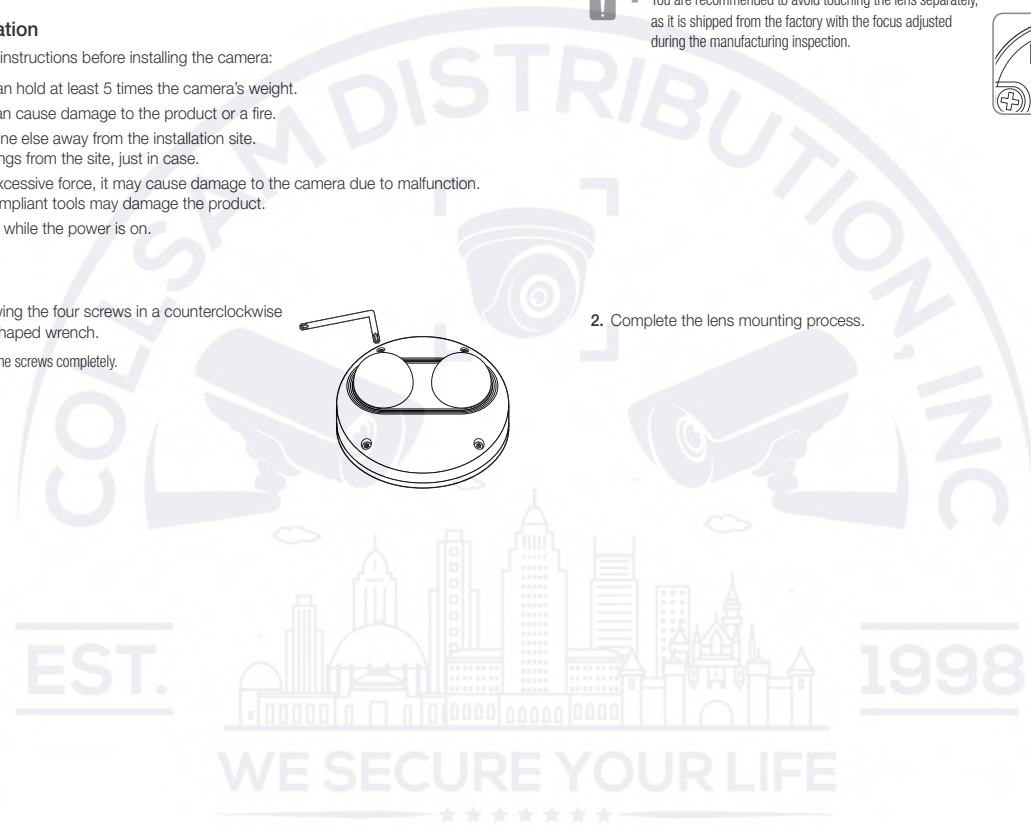 ation
instructions before installing the camera:
an hold at least 5 times the camera's weight.
an cause damage to the product or a fire.
ne else away from the installation site.
ngs from the site, just in case.
xcessive force, it may cause damage to the camera due to malfunction.
mpliant tools may damage the product.
while the power is on.
wing the four screws in a counterclockwise
haped wrench.
ne screws completely.
- You are recommended to avoid touching the lens separately,
as it is shipped from the factory with the focus adjusted
during the manufacturing inspection.
2. Complete the lens mounting process.
COLLSAM DISTRIBUTION, INC
EST. 1998
WE SECURE YOUR LIFE